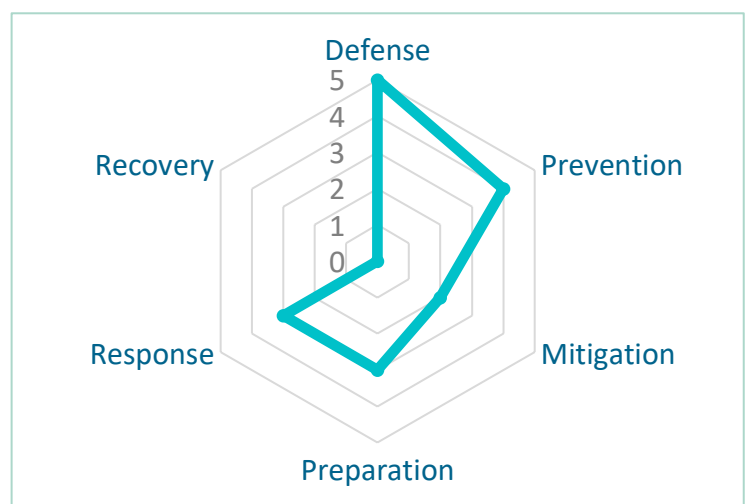 Defense
5
4
3
2
1
0
Recovery
Prevention
Response
Mitigation
Preparation